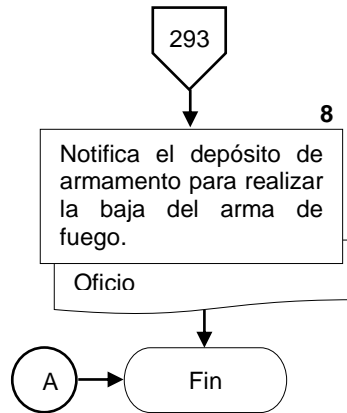 293
8
Notifica el depósito de
armamento para realizar
la baja del arma de
fuego.
Oficio
A
Fin